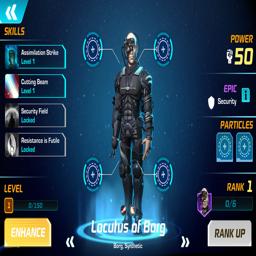 SKILLS
Assimilation Strike
Level 1
Cutting Beam
Level 1
Security Field
Locked
Resistance is Futile
Locked
LEVEL
1
0/150
ENHANCE
Locutus of Borg
Borg, Synthetic
POWER
50
EPIC
Security
i
PARTICLES
RANK 1
0/6
RANK UP